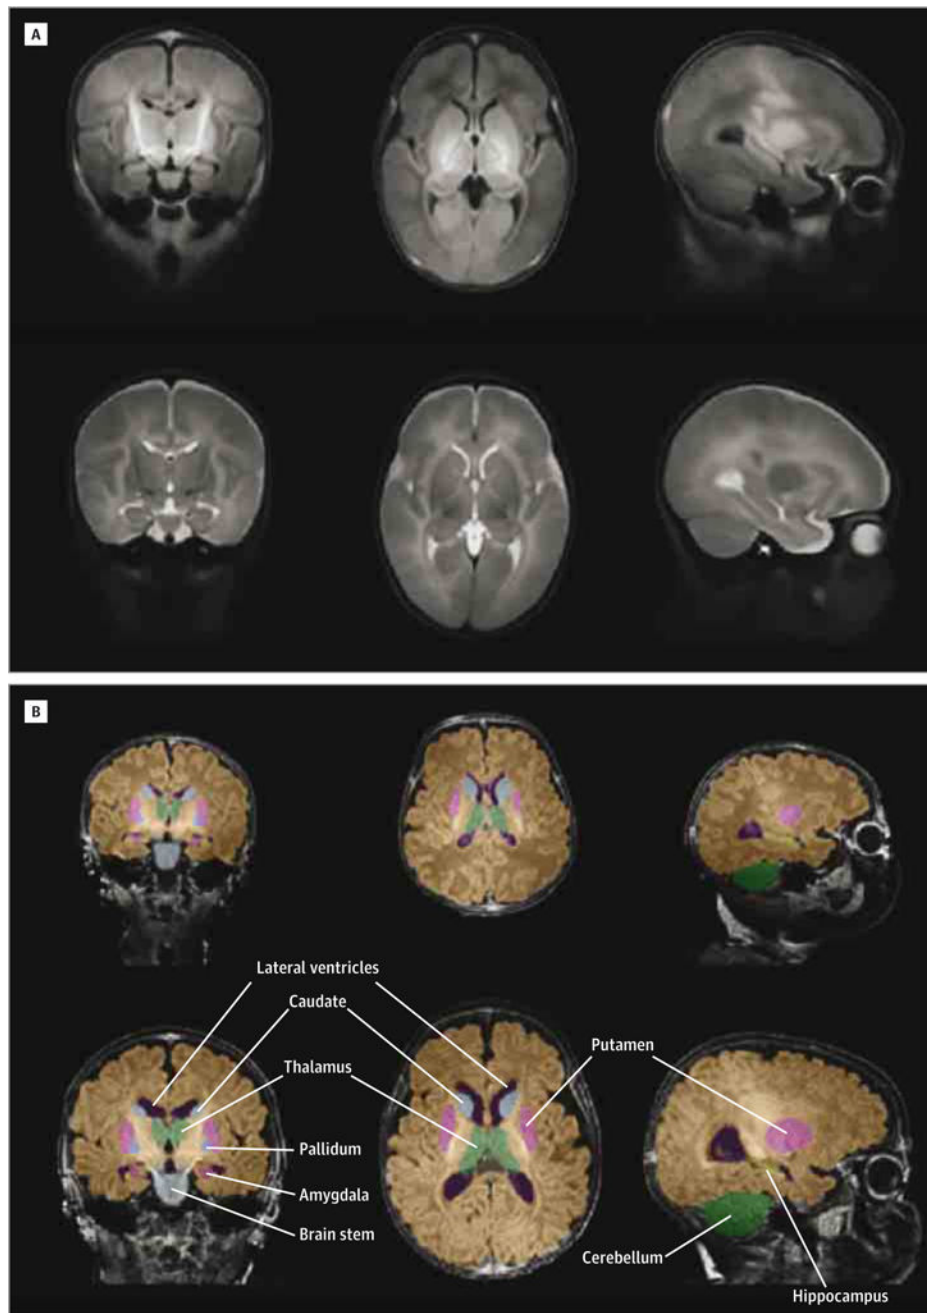 A
B
Lateral ventricles
Caudate
Thalamus
Putamen
Pallidum
Amygdala
Brain stem
Cerebellum
Hippocampus